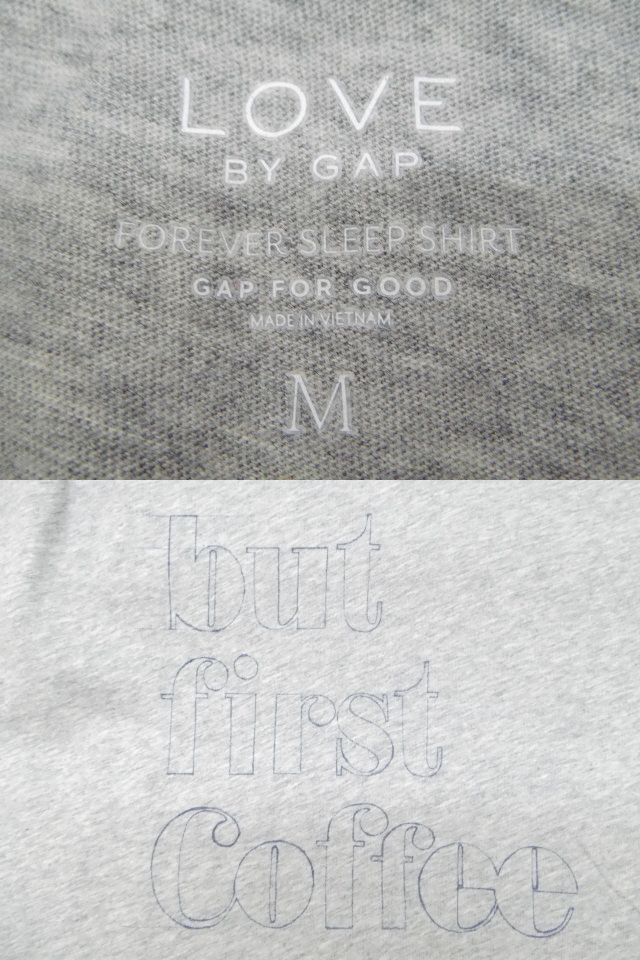 LOVE
BY GAP
FOREVER SLEEP SHIRT
GAP FOR GOOD
MADE IN VIETNAM
M
but
first
Coffee